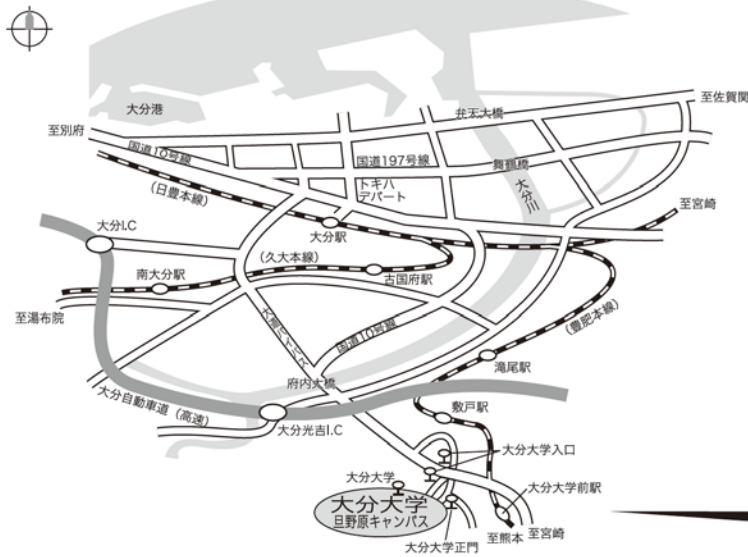 大分港
弁天大橋
至佐賀関
至別府
国道10号線
国道197号線
舞鶴橋
トキハ
デパート
大分川
(日豊本線)
至宮崎
大分I.C
大分駅
(久大本線)
南大分駅
古国府駅
至湯布院
大道バイパス
国道10号線
(豊肥本線)
滝尾駅
府内大橋
大分自動車道(高速)
敷戸駅
大分光吉I.C
大分大学入口
大分大学
大分大学
旦野原キャンパス
大分大学前駅
至熊本
至宮崎
大分大学正門